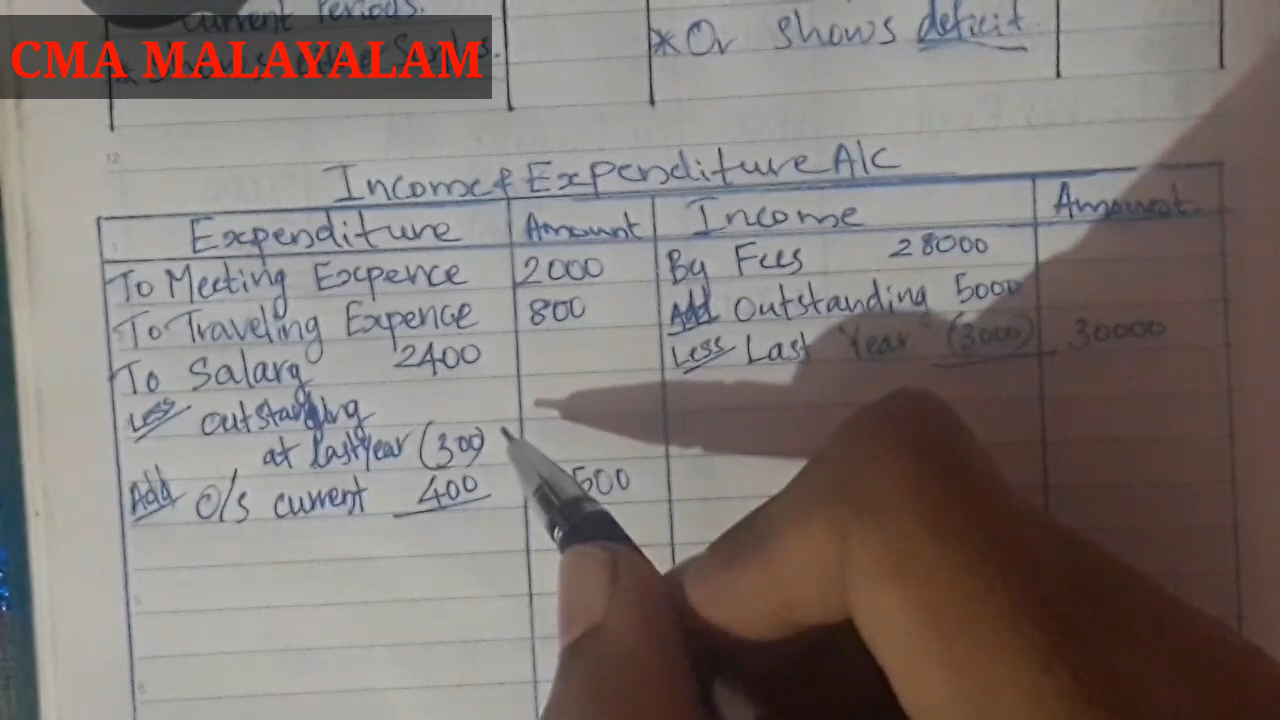 Current Periods.
CMA MALAYALAM
*Or shows deficit
12
Income & Expenditure A/C
Expenditure Amount Income Amount
To Meeting Expence 2000 By Fees 28000
To Traveling Expence 800 Add Outstanding 5000
To Salary 2400 Less Last Year (3000) 30000
Less outstanding
at last year (300)
Add O/s current 400 500